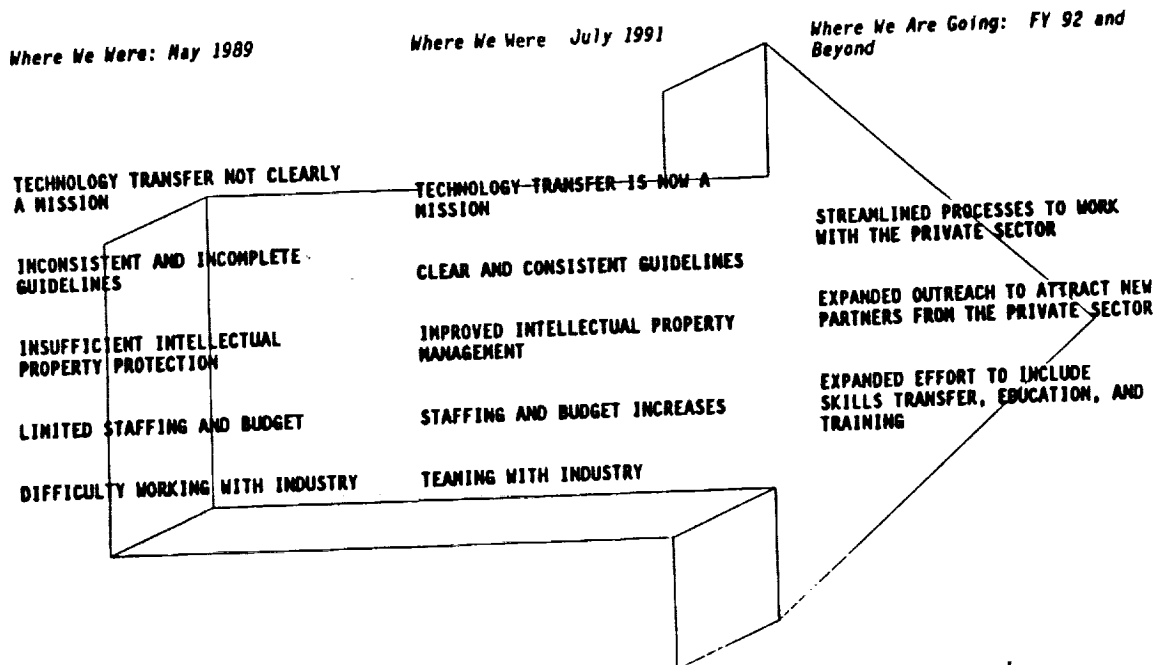 Where We Were: May 1989
TECHNOLOGY TRANSFER NOT CLEARLY
A MISSION
INCONSISTENT AND INCOMPLETE
GUIDELINES
INSUFFICIENT INTELLECTUAL
PROPERTY PROTECTION
LIMITED STAFFING AND BUDGET
DIFFICULTY WORKING WITH INDUSTRY
Where We Were July 1991
TECHNOLOGY TRANSFER IS NOW A
MISSION
CLEAR AND CONSISTENT GUIDELINES
IMPROVED INTELLECTUAL PROPERTY
MANAGEMENT
STAFFING AND BUDGET INCREASES
TEAMING WITH INDUSTRY
Where We Are Going: FY 92 and
Beyond
STREAMLINED PROCESSES TO WORK
WITH THE PRIVATE SECTOR
EXPANDED OUTREACH TO ATTRACT NEW
PARTNERS FROM THE PRIVATE SECTOR
EXPANDED EFFORT TO INCLUDE
SKILLS TRANSFER, EDUCATION, AND
TRAINING